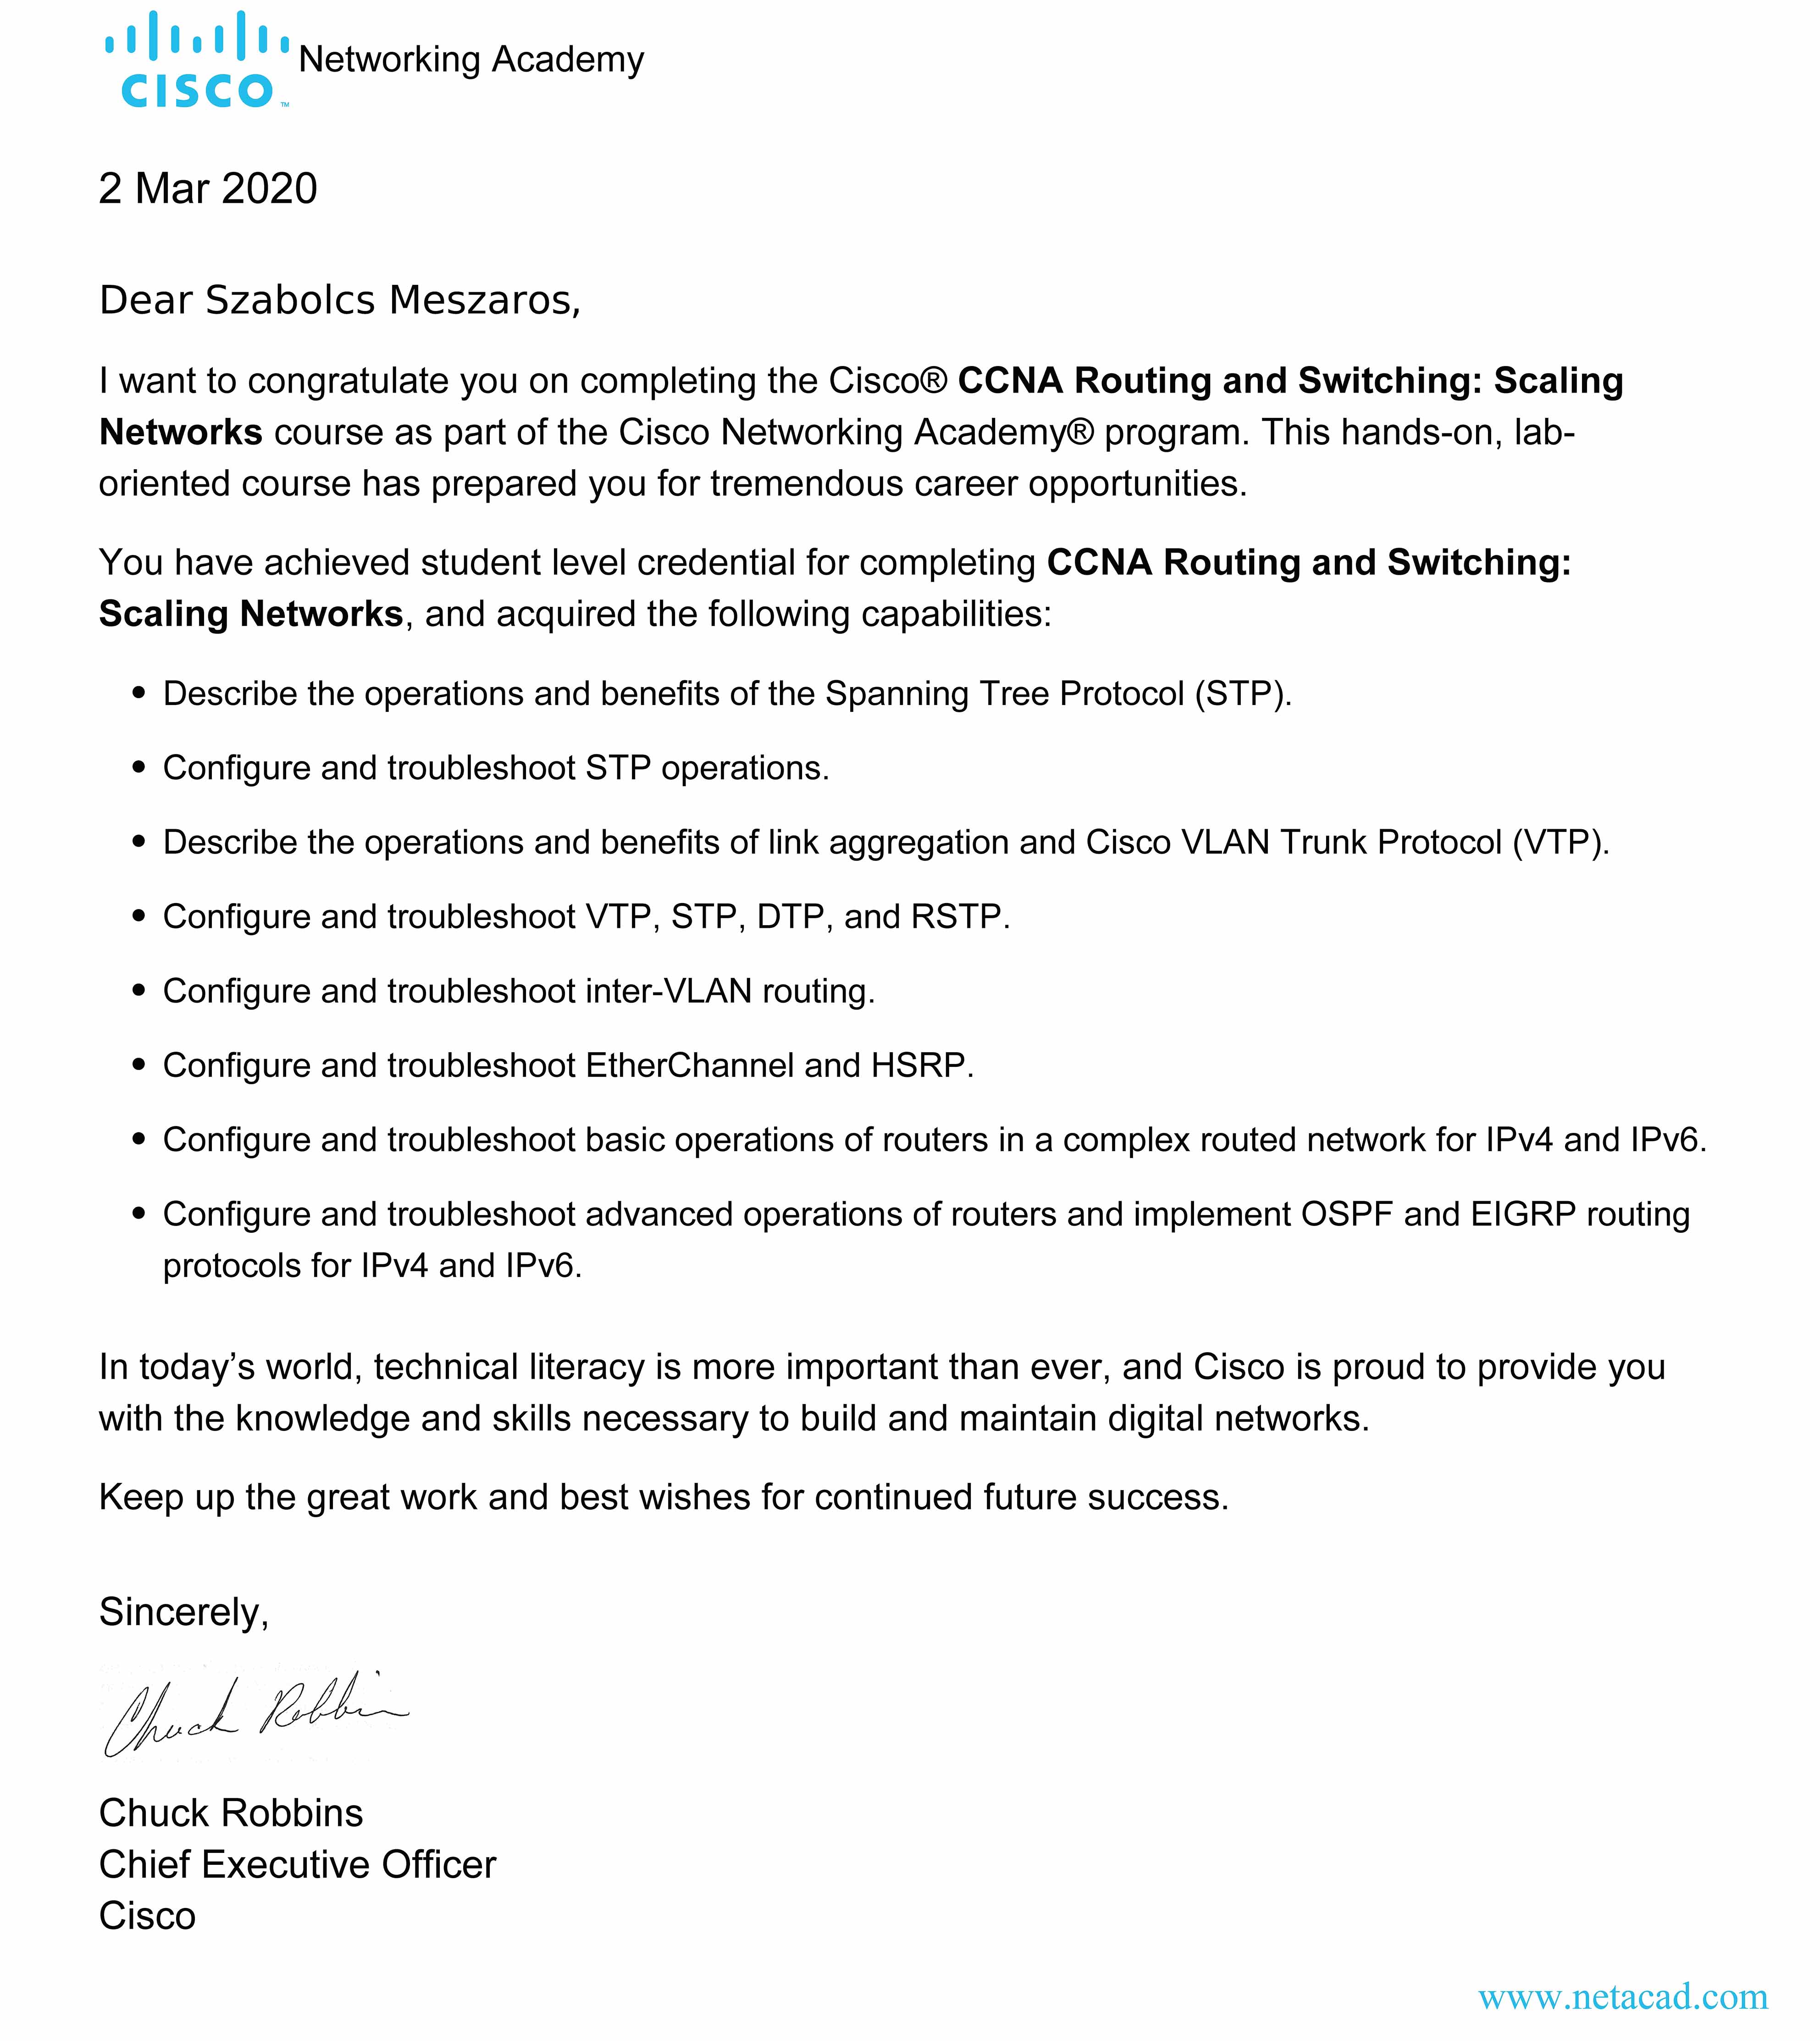 CISCO™ Networking Academy
2 Mar 2020
Dear Szabolcs Meszaros,
I want to congratulate you on completing the Cisco® CCNA Routing and Switching: Scaling
Networks course as part of the Cisco Networking Academy® program. This hands-on, lab-
oriented course has prepared you for tremendous career opportunities.
You have achieved student level credential for completing CCNA Routing and Switching:
Scaling Networks, and acquired the following capabilities:
• Describe the operations and benefits of the Spanning Tree Protocol (STP).
• Configure and troubleshoot STP operations.
• Describe the operations and benefits of link aggregation and Cisco VLAN Trunk Protocol (VTP).
• Configure and troubleshoot VTP, STP, DTP, and RSTP.
• Configure and troubleshoot inter-VLAN routing.
• Configure and troubleshoot EtherChannel and HSRP.
• Configure and troubleshoot basic operations of routers in a complex routed network for IPv4 and IPv6.
• Configure and troubleshoot advanced operations of routers and implement OSPF and EIGRP routing
protocols for IPv4 and IPv6.
In today’s world, technical literacy is more important than ever, and Cisco is proud to provide you
with the knowledge and skills necessary to build and maintain digital networks.
Keep up the great work and best wishes for continued future success.
Sincerely,
Chuck Robbins
Chuck Robbins
Chief Executive Officer
Cisco
www.netacad.com